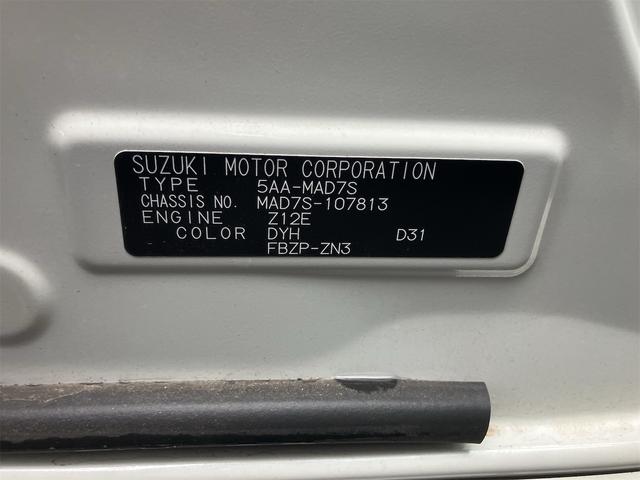 SUZUKI MOTOR CORPORATION
TYPE 5AA-MAD7S
CHASSIS NO. MAD7S-107813
ENGINE Z12E
COLOR DYH D31
FBZP-ZN3